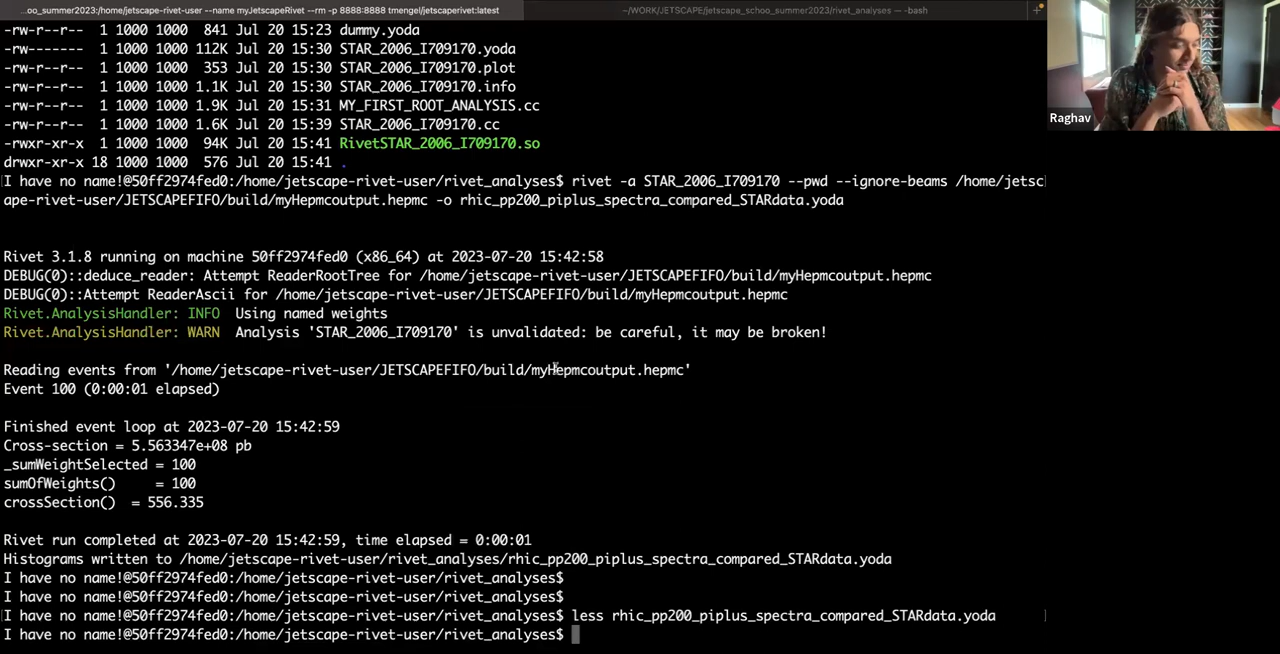 ...oo_summer2023:/home/jetscape-rivet-user --name myJetscapeRivet --rm -p 8888:8888 tmengel/jetscaperivet:latest
~/WORK/JETSCAPE/jetscape_schoo_summer2023/rivet_analyses — -bash
-rw-r--r-- 1 1000 1000 841 Jul 20 15:23 dummy.yoda
-rw------- 1 1000 1000 112K Jul 20 15:30 STAR_2006_I709170.yoda
-rw-r--r-- 1 1000 1000 353 Jul 20 15:30 STAR_2006_I709170.plot
-rw-r--r-- 1 1000 1000 1.1K Jul 20 15:30 STAR_2006_I709170.info
-rw-r--r-- 1 1000 1000 1.9K Jul 20 15:31 MY_FIRST_ROOT_ANALYSIS.cc
-rw-r--r-- 1 1000 1000 1.6K Jul 20 15:39 STAR_2006_I709170.cc
-rwxr-xr-x 1 1000 1000 94K Jul 20 15:41 RivetSTAR_2006_I709170.so
drwxr-xr-x 18 1000 1000 576 Jul 20 15:41 .
I have no name!@50ff2974fed0:/home/jetscape-rivet-user/rivet_analyses$ rivet -a STAR_2006_I709170 --pwd --ignore-beams /home/jetsc
ape-rivet-user/JETSCAPEFIFO/build/myHepmcoutput.hepmc -o rhic_pp200_piplus_spectra_compared_STARdata.yoda
Rivet 3.1.8 running on machine 50ff2974fed0 (x86_64) at 2023-07-20 15:42:58
DEBUG(0)::deduce_reader: Attempt ReaderRootTree for /home/jetscape-rivet-user/JETSCAPEFIFO/build/myHepmcoutput.hepmc
DEBUG(0)::Attempt ReaderAscii for /home/jetscape-rivet-user/JETSCAPEFIFO/build/myHepmcoutput.hepmc
Rivet.AnalysisHandler: INFO Using named weights
Rivet.AnalysisHandler: WARN Analysis 'STAR_2006_I709170' is unvalidated: be careful, it may be broken!
Reading events from '/home/jetscape-rivet-user/JETSCAPEFIFO/build/myHepmcoutput.hepmc'
Event 100 (0:00:01 elapsed)
Finished event loop at 2023-07-20 15:42:59
Cross-section = 5.563347e+08 pb
_sumWeightSelected = 100
sumOfWeights() = 100
crossSection() = 556.335
Rivet run completed at 2023-07-20 15:42:59, time elapsed = 0:00:01
Histograms written to /home/jetscape-rivet-user/rivet_analyses/rhic_pp200_piplus_spectra_compared_STARdata.yoda
I have no name!@50ff2974fed0:/home/jetscape-rivet-user/rivet_analyses$
I have no name!@50ff2974fed0:/home/jetscape-rivet-user/rivet_analyses$
I have no name!@50ff2974fed0:/home/jetscape-rivet-user/rivet_analyses$ less rhic_pp200_piplus_spectra_compared_STARdata.yoda
I have no name!@50ff2974fed0:/home/jetscape-rivet-user/rivet_analyses$
Raghav